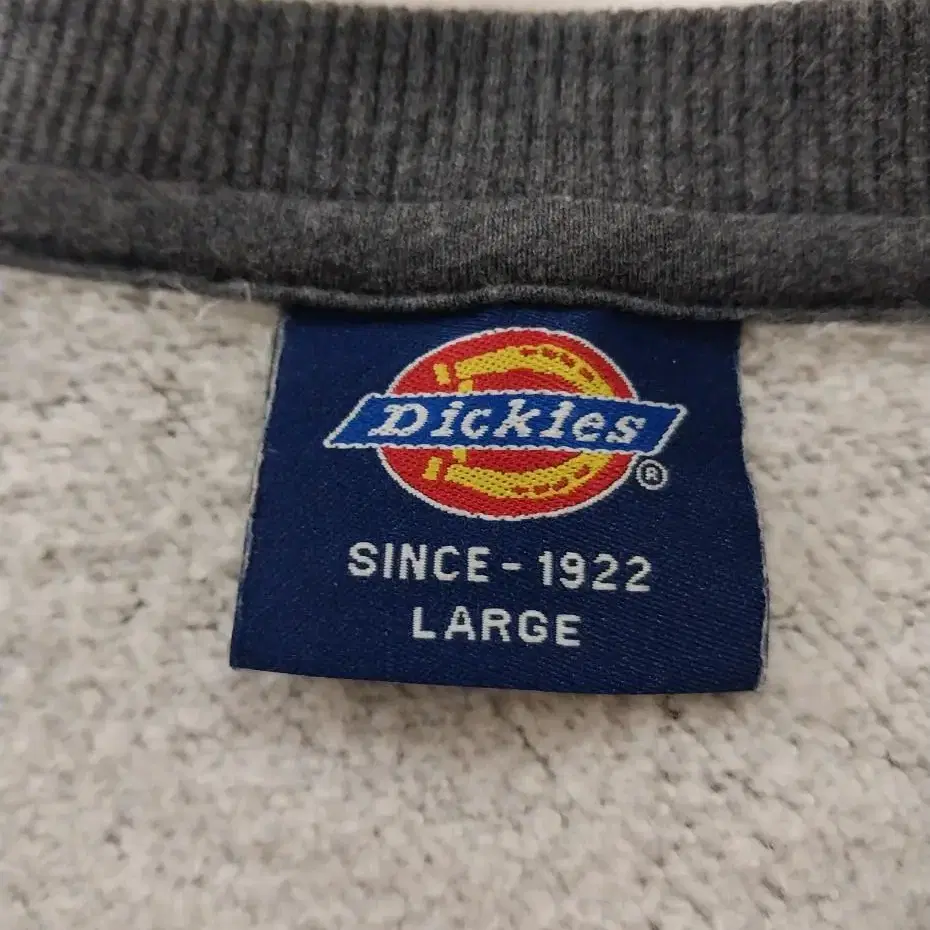 Dickies
®
SINCE - 1922
LARGE